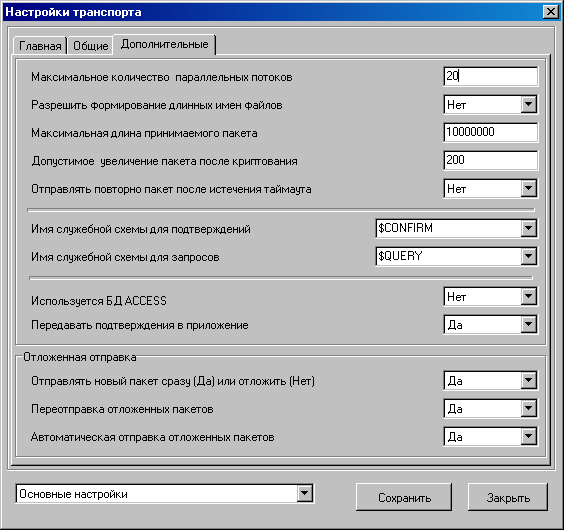 Настройки транспорта
Главная Общие Дополнительные
Максимальное количество параллельных потоков 20
Разрешить формирование длинных имен файлов Нет
Максимальная длина принимаемого пакета 10000000
Допустимое увеличение пакета после криптования 200
Отправлять повторно пакет после истечения таймаута Нет
Имя служебной схемы для подтверждений $CONFIRM
Имя служебной схемы для запросов $QUERY
Используется БД ACCESS Нет
Передавать подтверждения в приложение Да
Отложенная отправка
Отправлять новый пакет сразу (Да) или отложить (Нет) Да
Переотправка отложенных пакетов Да
Автоматическая отправка отложенных пакетов Да
Основные настройки Сохранить Закрыть